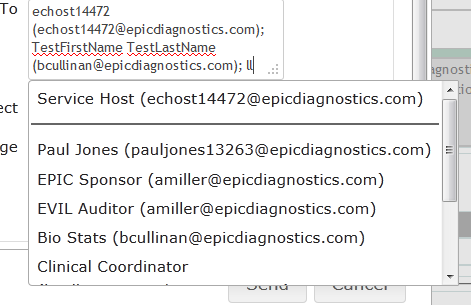 To
echost14472
(echost14472@epicdiagnostics.com);
TestFirstName TestLastName
(bcullinan@epicdiagnostics.com); ll
ect
ge
Service Host (echost14472@epicdiagnostics.com)
Paul Jones (pauljones13263@epicdiagnostics.com)
EPIC Sponsor (amiller@epicdiagnostics.com)
EVIL Auditor (amiller@epicdiagnostics.com)
Bio Stats (bcullinan@epicdiagnostics.com)
Clinical Coordinator
Send
Cancel